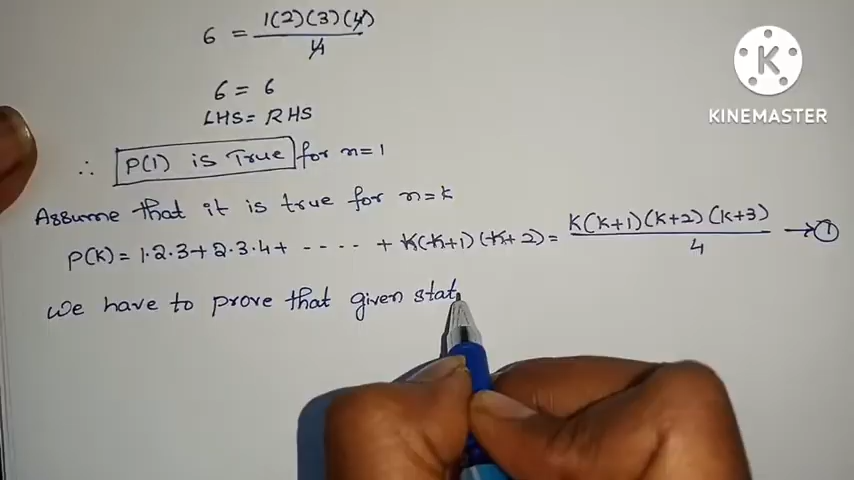 6 = 1(2)(3)(4) / 4
6 = 6
LHS = RHS
∴ P(1) is True for n=1
Assume that it is true for n=k
P(k) = 1·2·3+2·3·4+ ---- + k(k+1)(k+2) = k(k+1)(k+2)(k+3) / 4 → 1
we have to prove that given stat
K
KINEMASTER